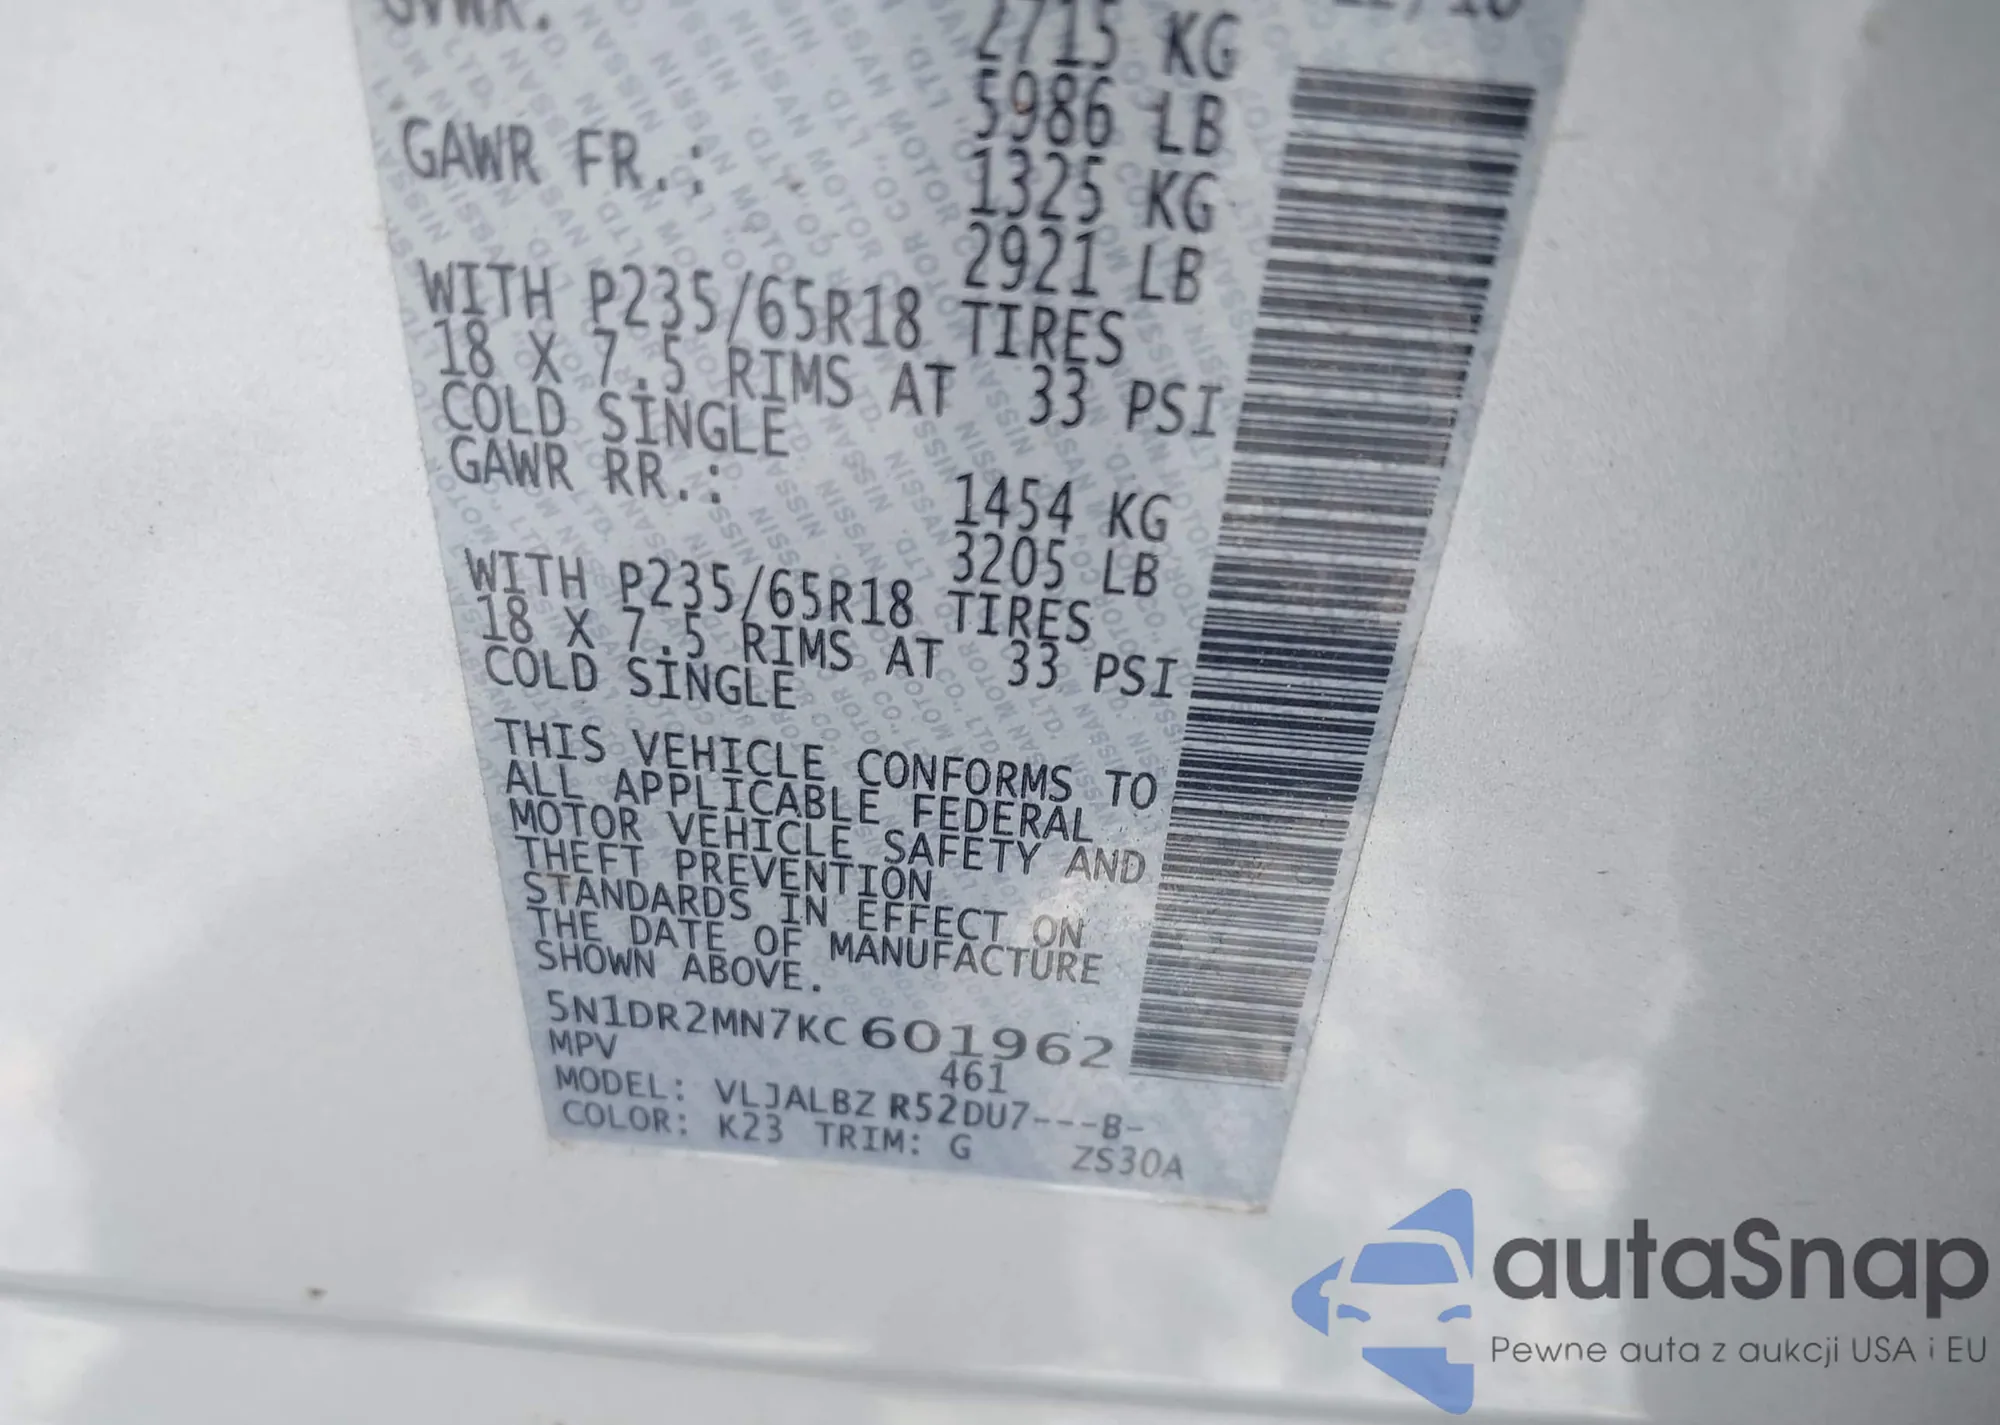 GVWR.
2715 KG
5986 LB
GAWR FR.: 1325 KG
2921 LB
WITH P235/65R18 TIRES
18 X 7.5 RIMS AT 33 PSI
COLD SINGLE
GAWR RR.: 1454 KG
3205 LB
WITH P235/65R18 TIRES
18 X 7.5 RIMS AT 33 PSI
COLD SINGLE
THIS VEHICLE CONFORMS TO
ALL APPLICABLE FEDERAL
MOTOR VEHICLE SAFETY AND
THEFT PREVENTION
STANDARDS IN EFFECT ON
THE DATE OF MANUFACTURE
SHOWN ABOVE.
5N1DR2MN7KC601962
MPV 461
MODEL: VLJALBZ R52DU7---B-
COLOR: K23 TRIM: G ZS30A
autaSnap
Pewne auta z aukcji USA i EU